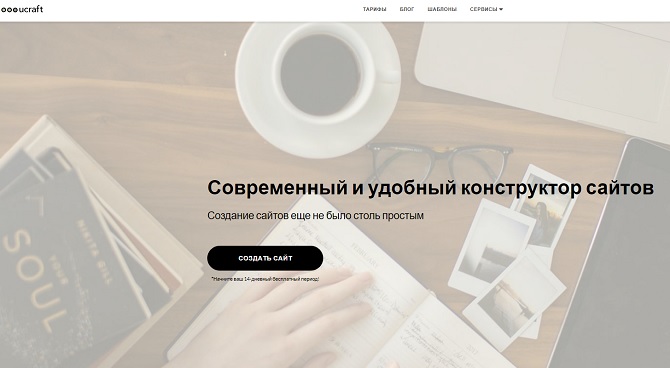 ucraft
ТАРИФЫ БЛОГ ШАБЛОНЫ СЕРВИСЫ
Современный и удобный конструктор сайтов
Создание сайтов еще не было столь простым
СОЗДАТЬ САЙТ
*Начните ваш 14-дневный бесплатный период!
YOUR
SOUL